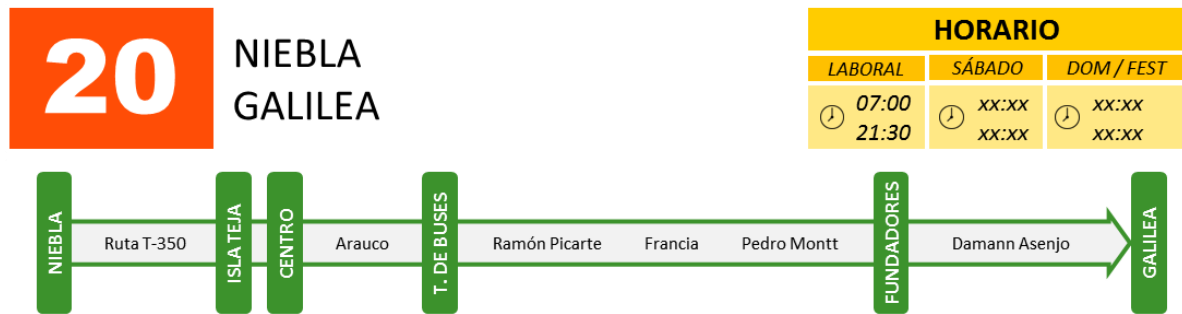 20
NIEBLA
GALILEA
HORARIO
LABORAL SÁBADO DOM / FEST
07:00 xx:xx xx:xx
21:30 xx:xx xx:xx
NIEBLA
Ruta T-350
ISLA TEJA
CENTRO
Arauco
T. DE BUSES
Ramón Picarte
Francia
Pedro Montt
FUNDADORES
Damann Asenjo
GALILEA